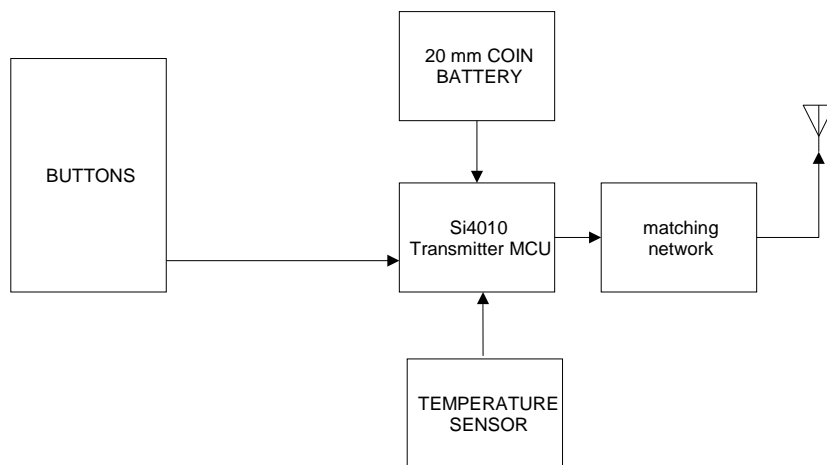 20 mm COIN
BATTERY
BUTTONS
Si4010
Transmitter MCU
matching
network
TEMPERATURE
SENSOR